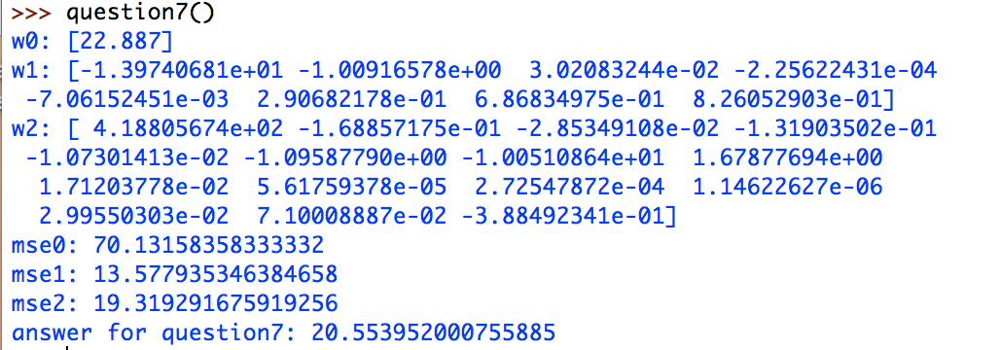 >>> question7()
w0: [22.887]
w1: [-1.39740681e+01 -1.00916578e+00  3.02083244e-02 -2.25622431e-04
 -7.06152451e-03  2.90682178e-01  6.86834975e-01  8.26052903e-01]
w2: [ 4.18805674e+02 -1.68857175e-01 -2.85349108e-02 -1.31903502e-01
 -1.07301413e-02 -1.09587790e+00 -1.00510864e+01  1.67877694e+00
  1.71203778e-02  5.61759378e-05  2.72547872e-04  1.14622627e-06
  2.99550303e-02  7.10008887e-02 -3.88492341e-01]
mse0: 70.13158358333332
mse1: 13.577935346384658
mse2: 19.319291675919256
answer for question7: 20.553952000755885